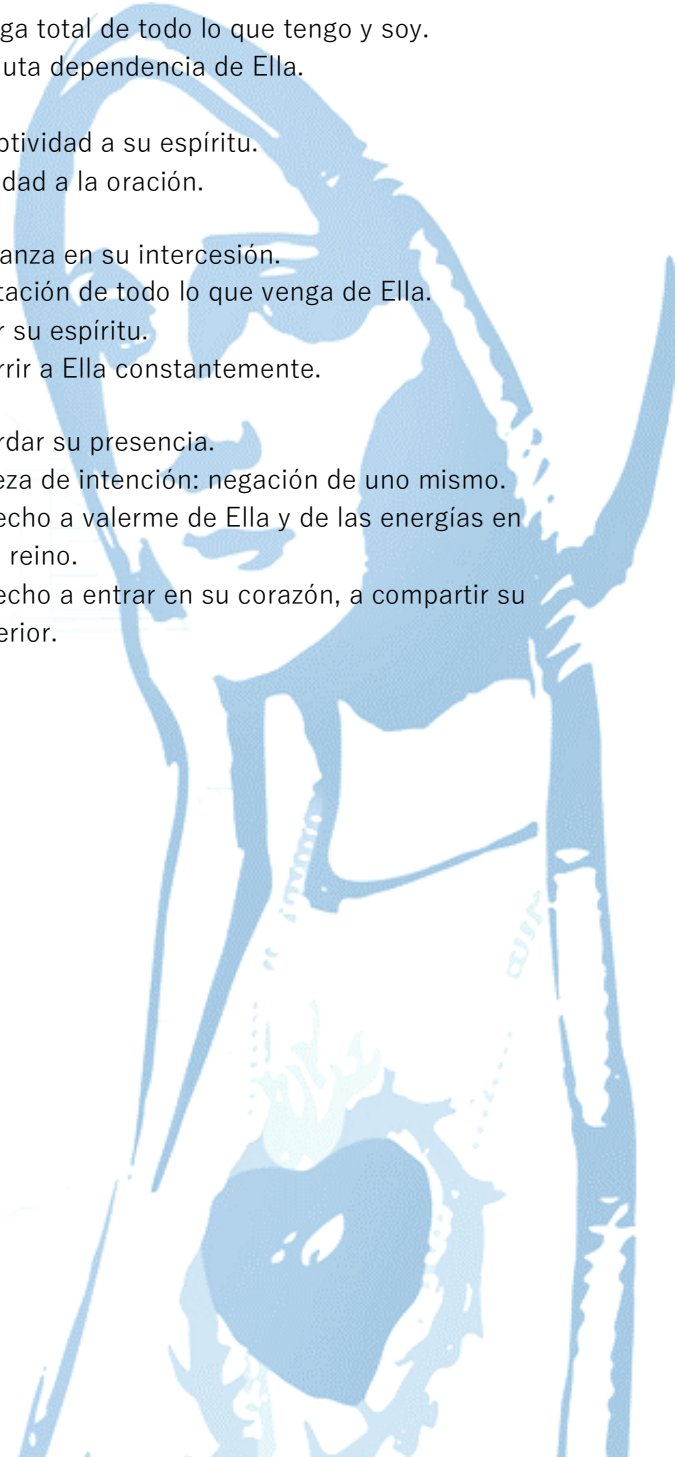 ga total de todo lo que tengo y soy.
uta dependencia de Ella.
ptividad a su espíritu.
dad a la oración.
anza en su intercesión.
tación de todo lo que venga de Ella.
r su espíritu.
rrir a Ella constantemente.
rdar su presencia.
eza de intención: negación de uno mismo.
echo a valerme de Ella y de las energías en
reino.
echo a entrar en su corazón, a compartir su
erior.